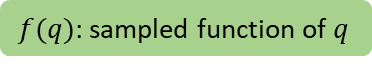 f(q): sampled function of q